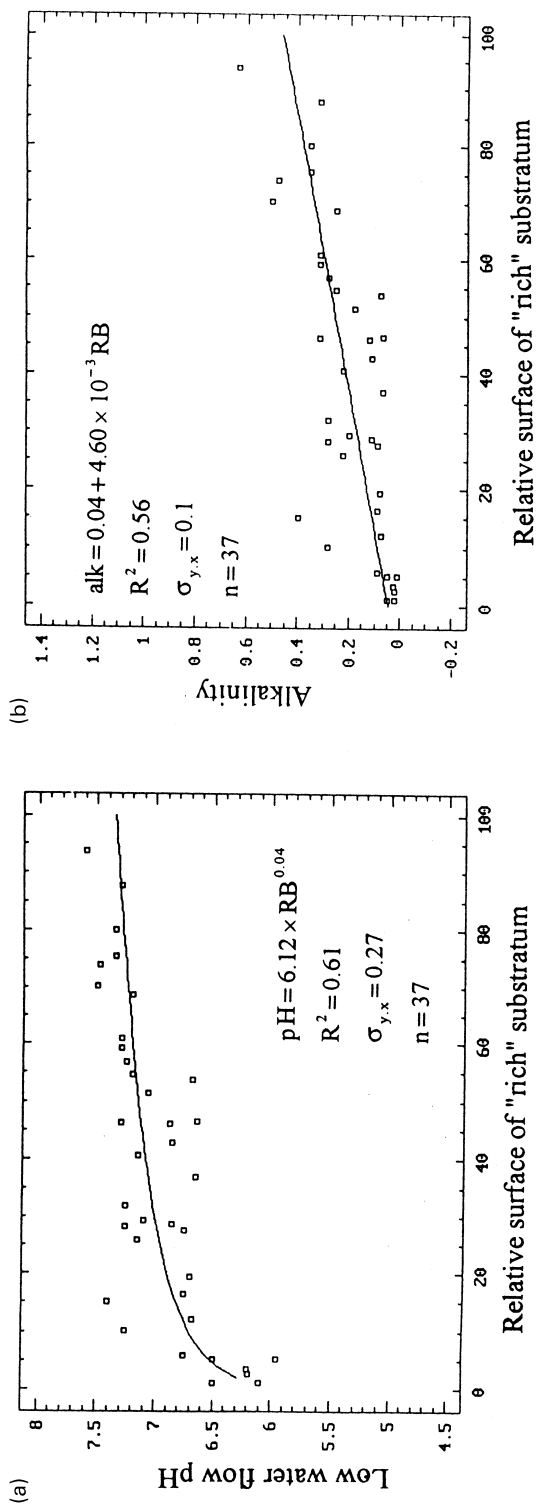 (a)
8
7.5
7
6.5
6
5.5
5
4.5
Low water flow pH
pH = 6.12 × RB^0.04
R² = 0.61
σy.x = 0.27
n = 37
0 20 40 60 80 100
Relative surface of "rich" substratum
(b)
1.4
1.2
1
0.8
0.6
0.4
0.2
0
-0.2
Alkalinity
alk = 0.04 + 4.60 × 10⁻³ RB
R² = 0.56
σy.x = 0.1
n = 37
0 20 40 60 80 100
Relative surface of "rich" substratum